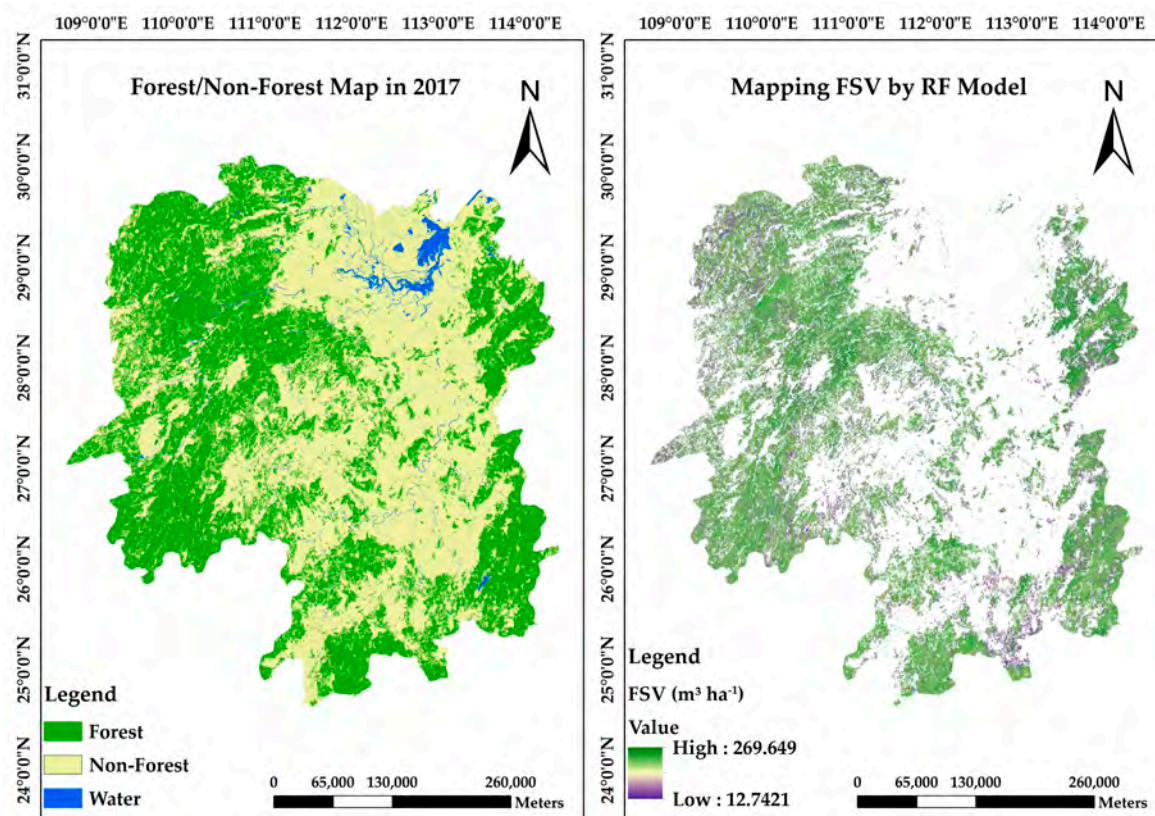 109°0'0"E 110°0'0"E 111°0'0"E 112°0'0"E 113°0'0"E 114°0'0"E
31°0'0"N
30°0'0"N
29°0'0"N
28°0'0"N
27°0'0"N
26°0'0"N
25°0'0"N
24°0'0"N
Forest/Non-Forest Map in 2017
N
Legend
Forest
Non-Forest
Water
0 65,000 130,000 260,000
Meters
109°0'0"E 110°0'0"E 111°0'0"E 112°0'0"E 113°0'0"E 114°0'0"E
31°0'0"N
30°0'0"N
29°0'0"N
28°0'0"N
27°0'0"N
26°0'0"N
25°0'0"N
24°0'0"N
Mapping FSV by RF Model
N
Legend
FSV (m³ ha⁻¹)
Value
High : 269.649
Low : 12.7421
0 65,000 130,000 260,000
Meters